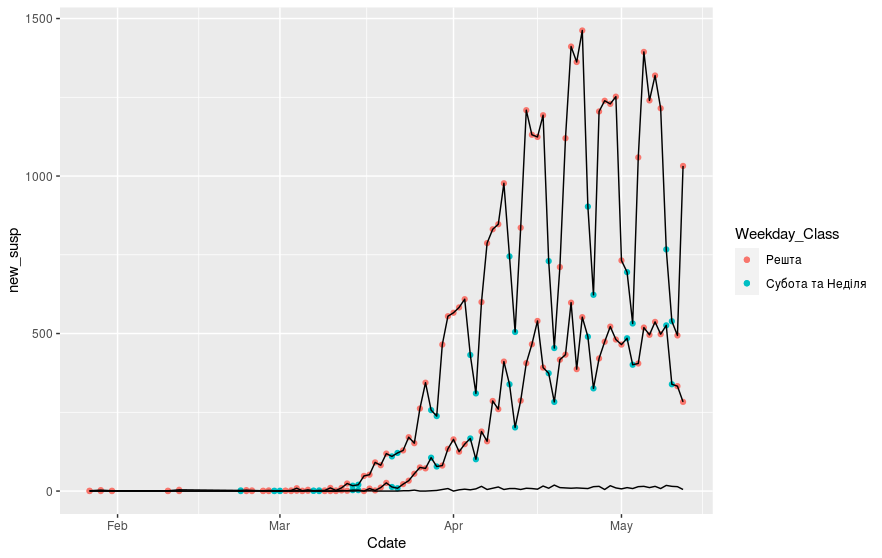 1500
1000
500
0
new_susp
Feb
Mar
Apr
May
Cdate
Weekday_Class
Решта
Субота та Неділя